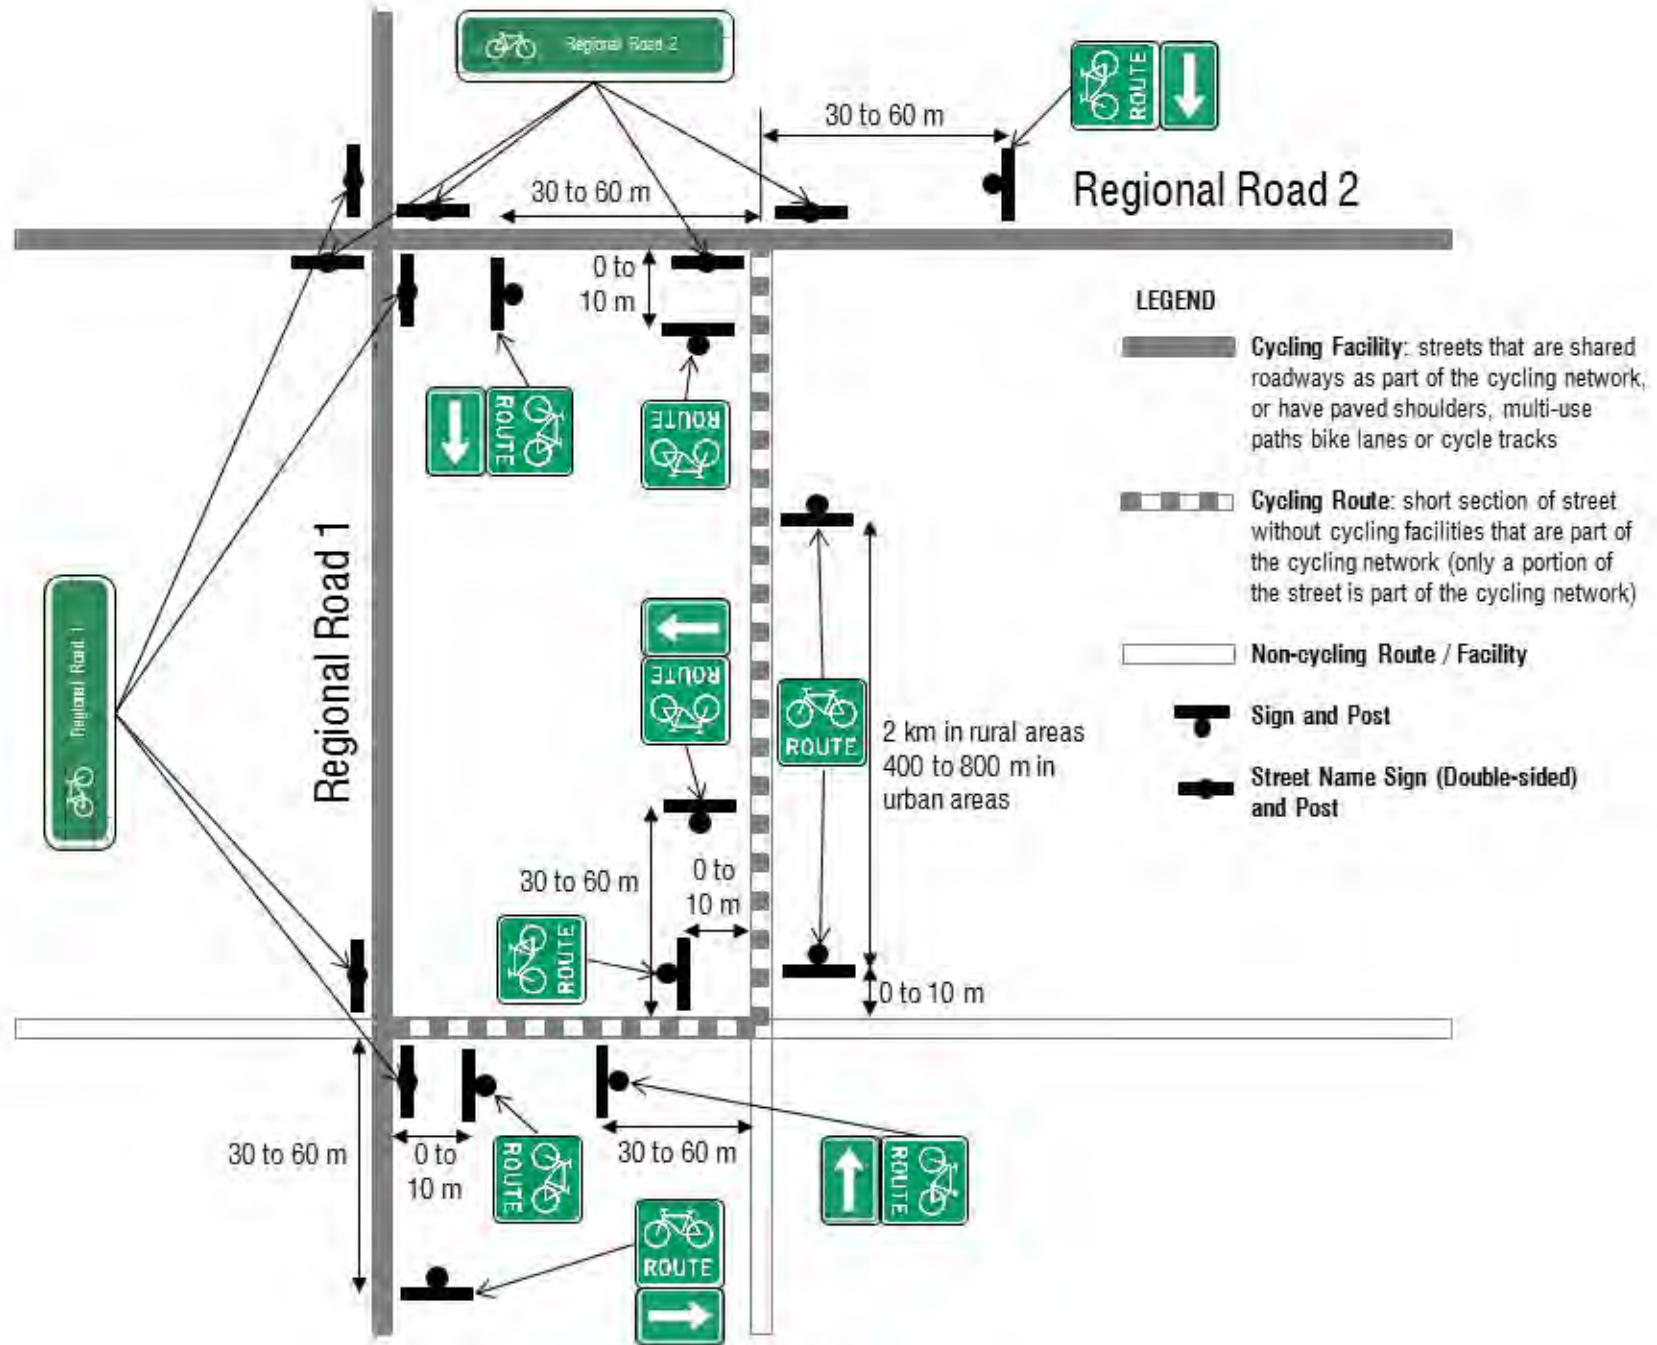 Regional Road 2
ROUTE
30 to 60 m
30 to 60 m
Regional Road 2
0 to
10 m
ROUTE
ROUTE
LEGEND
Cycling Facility: streets that are shared
roadways as part of the cycling network,
or have paved shoulders, multi-use
paths bike lanes or cycle tracks
Cycling Route: short section of street
without cycling facilities that are part of
the cycling network (only a portion of
the street is part of the cycling network)
Non-cycling Route / Facility
Sign and Post
Street Name Sign (Double-sided)
and Post
Regional Road 1
Regional Road 1
ROUTE
ROUTE
2 km in rural areas
400 to 800 m in
urban areas
30 to 60 m
0 to
10 m
ROUTE
0 to 10 m
30 to 60 m
0 to
10 m
30 to 60 m
ROUTE
ROUTE
ROUTE